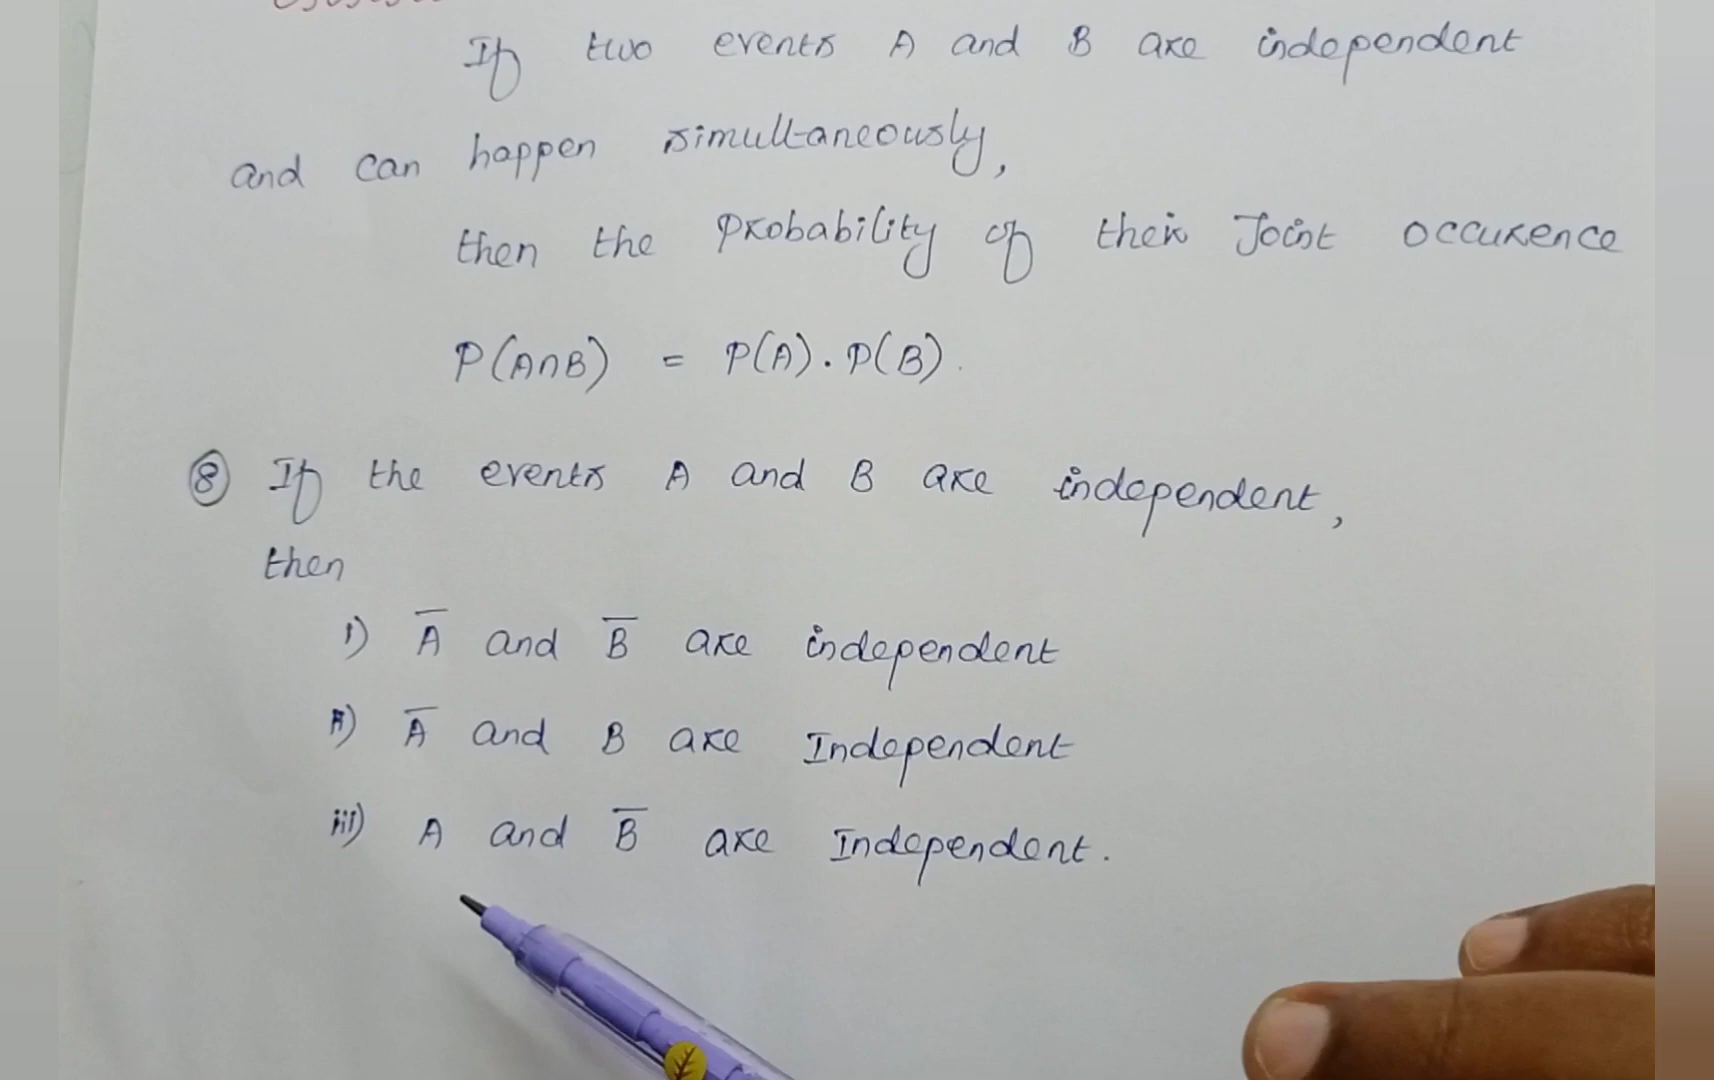 If two events A and B are independent
and can happen simultaneously,
then the probability of their Joint occurence
P(A∩B) = P(A).P(B).
⑧ If the events A and B are independent,
then
i) A̅ and B̅ are independent
ii) A̅ and B are Independent
iii) A and B̅ are Independent.